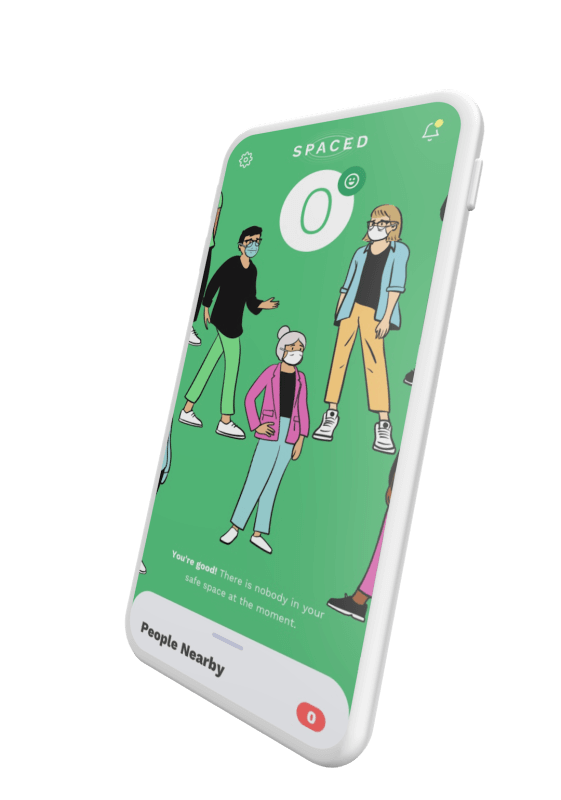 SPACED
0
You're good! There is nobody in your
safe space at the moment.
People Nearby
0